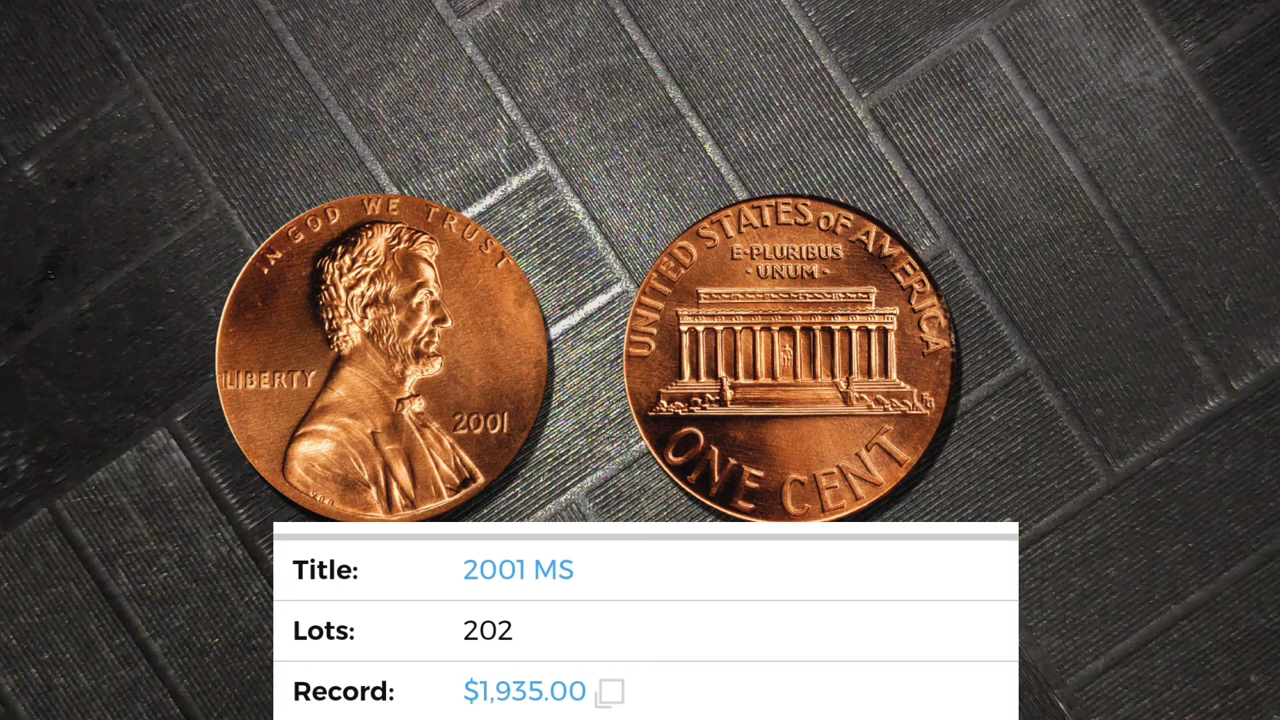 IN GOD WE TRUST
LIBERTY
2001
VDB
UNITED STATES OF AMERICA
E·PLURIBUS
·UNUM·
ONE CENT
Title: 2001 MS
Lots: 202
Record: $1,935.00